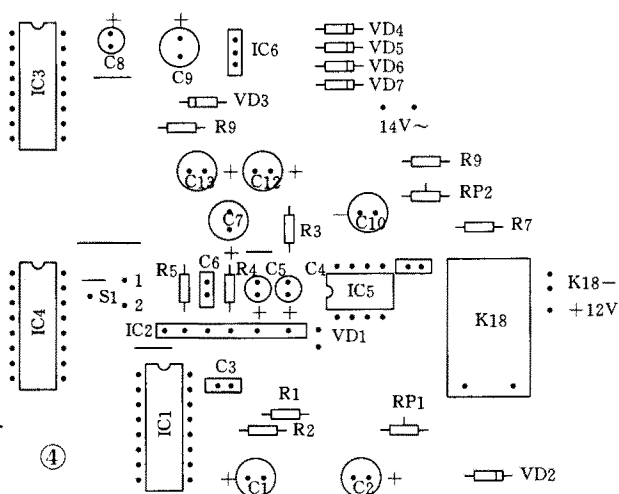 IC3
C8
C9
IC6
VD4
VD5
VD6
VD7
VD3
14V~
R9
R9
C13
+
C12
+
RP2
C7
+
R3
-
C10
R7
1
S1
2
R5
C6
R4
C5
+
+
C4
IC5
K18-
+12V
K18
IC4
IC2
VD1
C3
IC1
R1
R2
RP1
④
C1
+
C2
+
VD2